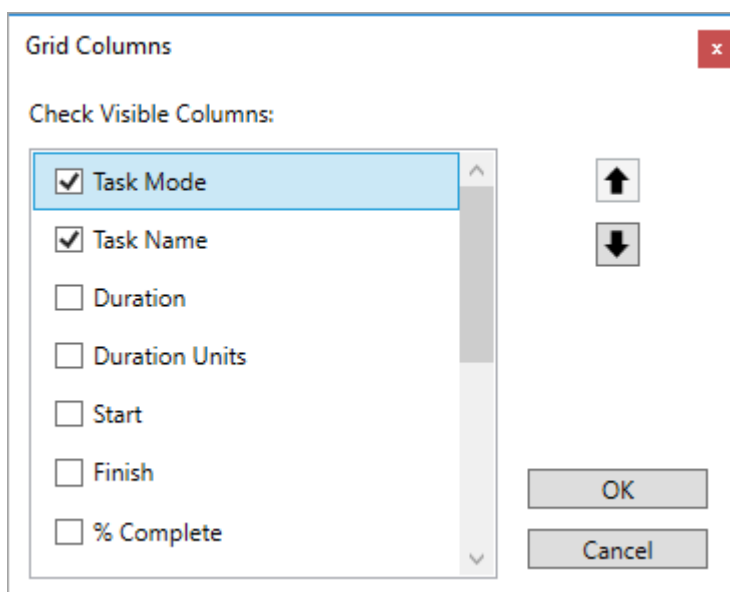 Grid Columns
x
Check Visible Columns:
Task Mode
Task Name
Duration
Duration Units
Start
Finish
% Complete
OK
Cancel